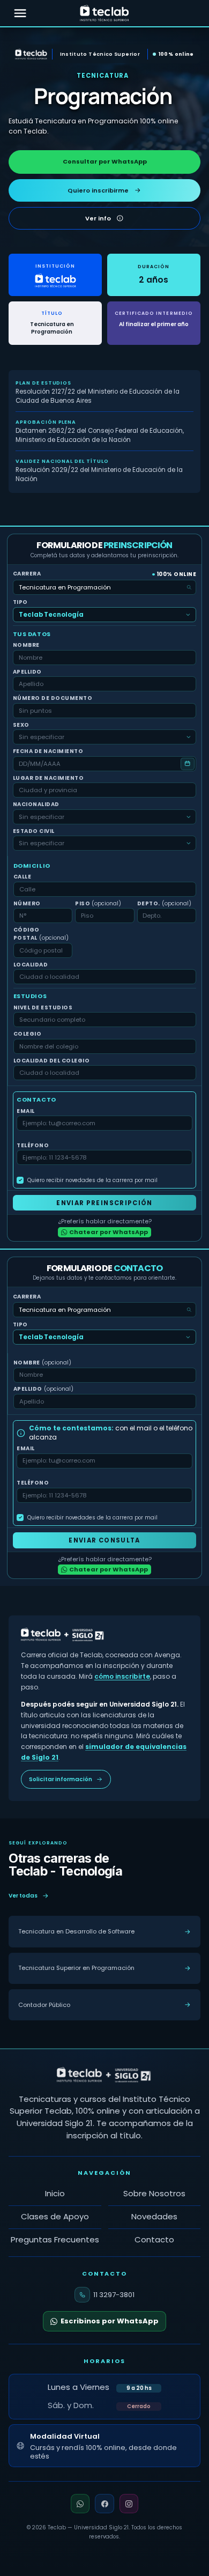 teclab
INSTITUTO TÉCNICO SUPERIOR
teclab Instituto Técnico Superior 100% online
TECNICATURA
Programación
Estudiá Tecnicatura en Programación 100% online
con Teclab.
Consultar por WhatsApp
Quiero inscribirme →
Ver info
INSTITUCIÓN
teclab
INSTITUTO TÉCNICO SUPERIOR
DURACIÓN
2 años
TÍTULO
Tecnicatura en
Programación
CERTIFICADO INTERMEDIO
Al finalizar el primer año
PLAN DE ESTUDIOS
Resolución 2127/22 del Ministerio de Educación de la
Ciudad de Buenos Aires
APROBACIÓN PLENA
Dictamen 2662/22 del Consejo Federal de Educación,
Ministerio de Educación de la Nación
VALIDEZ NACIONAL DEL TÍTULO
Resolución 2029/22 del Ministerio de Educación de la
Nación
FORMULARIO DE PREINSCRIPCIÓN
Completá tus datos y adelantamos tu preinscripción.
CARRERA 100% ONLINE
Tecnicatura en Programación
TIPO
Teclab Tecnología
TUS DATOS
NOMBRE
Nombre
APELLIDO
Apellido
NÚMERO DE DOCUMENTO
Sin puntos
SEXO
Sin especificar
FECHA DE NACIMIENTO
DD/MM/AAAA
LUGAR DE NACIMIENTO
Ciudad y provincia
NACIONALIDAD
Sin especificar
ESTADO CIVIL
Sin especificar
DOMICILIO
CALLE
Calle
NÚMERO PISO (opcional) DEPTO. (opcional)
N° Piso Depto.
CÓDIGO
POSTAL (opcional)
Código postal
LOCALIDAD
Ciudad o localidad
ESTUDIOS
NIVEL DE ESTUDIOS
Secundario completo
COLEGIO
Nombre del colegio
LOCALIDAD DEL COLEGIO
Ciudad o localidad
CONTACTO
EMAIL
Ejemplo: tu@correo.com
TELÉFONO
Ejemplo: 11 1234-5678
Quiero recibir novedades de la carrera por mail
ENVIAR PREINSCRIPCIÓN
¿Preferís hablar directamente?
Chatear por WhatsApp
FORMULARIO DE CONTACTO
Dejanos tus datos y te contactamos para orientarte.
CARRERA
Tecnicatura en Programación
TIPO
Teclab Tecnología
NOMBRE (opcional)
Nombre
APELLIDO (opcional)
Apellido
Cómo te contestamos: con el mail o el teléfono
alcanza
EMAIL
Ejemplo: tu@correo.com
TELÉFONO
Ejemplo: 11 1234-5678
Quiero recibir novedades de la carrera por mail
ENVIAR CONSULTA
¿Preferís hablar directamente?
Chatear por WhatsApp
teclab + UNIVERSIDAD SIGLO 21
INSTITUTO TÉCNICO SUPERIOR
Carrera oficial de Teclab, cocreada con Avenga.
Te acompañamos en la inscripción y durante
toda la cursada. Mirá cómo inscribirte, paso a
paso.
Después podés seguir en Universidad Siglo 21. El
título articula con las licenciaturas de la
universidad reconociendo todas las materias de
la tecnicatura: no repetís ninguna. Mirá cuáles te
corresponden en el simulador de equivalencias
de Siglo 21.
Solicitar información →
SEGUÍ EXPLORANDO
Otras carreras de
Teclab - Tecnología
Ver todas →
Tecnicatura en Desarrollo de Software →
Tecnicatura Superior en Programación →
Contador Público →
teclab + UNIVERSIDAD SIGLO 21
INSTITUTO TÉCNICO SUPERIOR
Tecnicaturas y cursos del Instituto Técnico
Superior Teclab, 100% online y con articulación a
Universidad Siglo 21. Te acompañamos de la
inscripción al título.
NAVEGACIÓN
Inicio Sobre Nosotros
Clases de Apoyo Novedades
Preguntas Frecuentes Contacto
CONTACTO
11 3297-3801
Escribinos por WhatsApp
HORARIOS
Lunes a Viernes 9 a 20 hs
Sáb. y Dom. Cerrado
Modalidad Virtual
Cursás y rendís 100% online, desde donde
estés
© 2026 Teclab — Universidad Siglo 21. Todos los derechos
reservados.